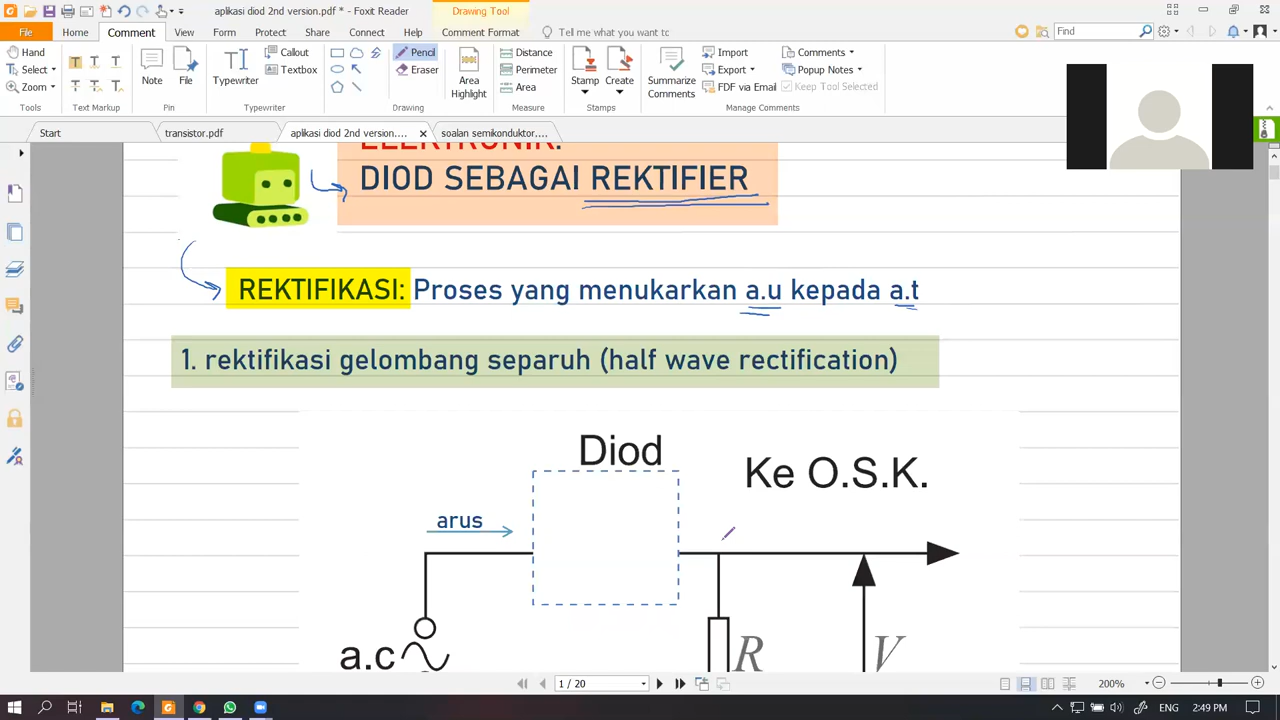 aplikasi diod 2nd version.pdf * - Foxit Reader
Drawing Tool
File Home Comment View Form Protect Share Connect Help Comment Format Tell me what you want to Find
Hand
Select
Zoom
Tools
Text Markup
Note
File
Pin
Typewriter
Callout
Textbox
Typewriter
Pencil
Eraser
Drawing
Area Highlight
Distance
Perimeter
Area
Measure
Stamp
Create
Stamps
Summarize Comments
Import
Export
FDF via Email
Comments
Popup Notes
Keep Tool Selected
Manage Comments
Start transistor.pdf aplikasi diod 2nd version.... soalan semikonduktor....
ELEKTRONIK:
DIOD SEBAGAI REKTIFIER
REKTIFIKASI: Proses yang menukarkan a.u kepada a.t
1. rektifikasi gelombang separuh (half wave rectification)
Diod
Ke O.S.K.
arus
a.c
R
V
1 / 20
200%
ENG 2:49 PM